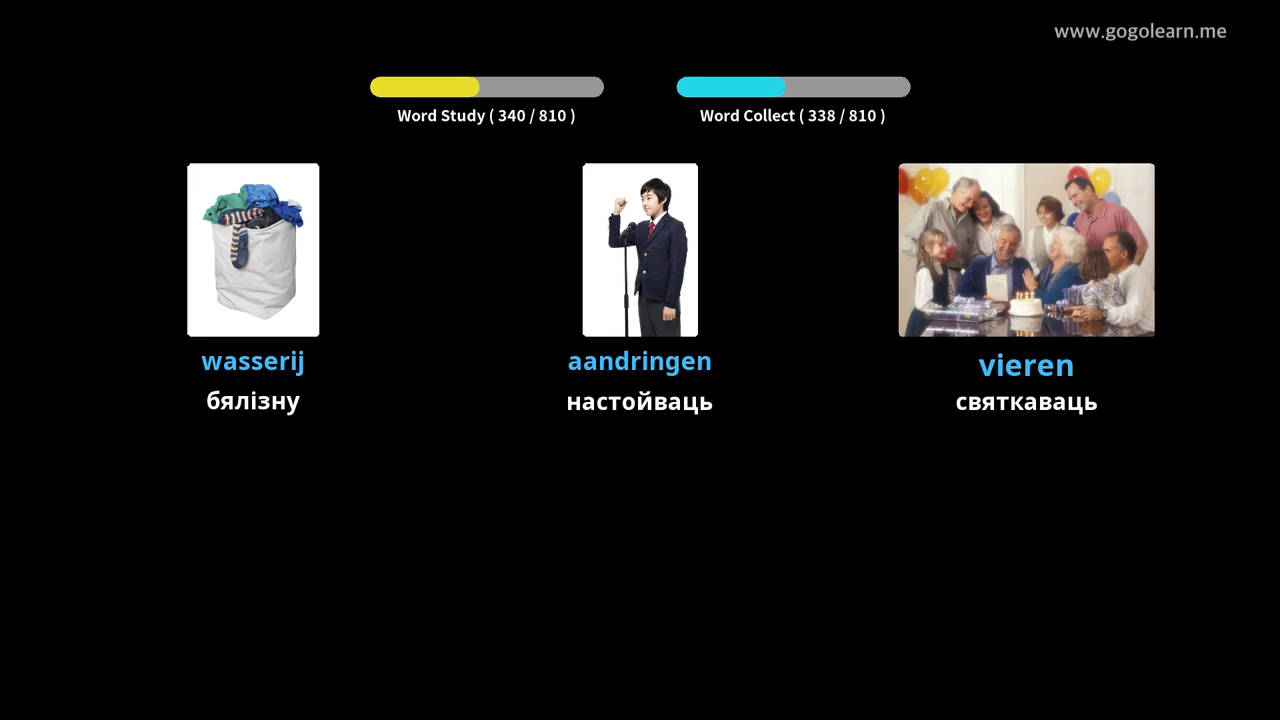 www.gogolearn.me
Word Study ( 340 / 810 )
Word Collect ( 338 / 810 )
wasserij
бялізну
aandringen
настойваць
vieren
святкаваць